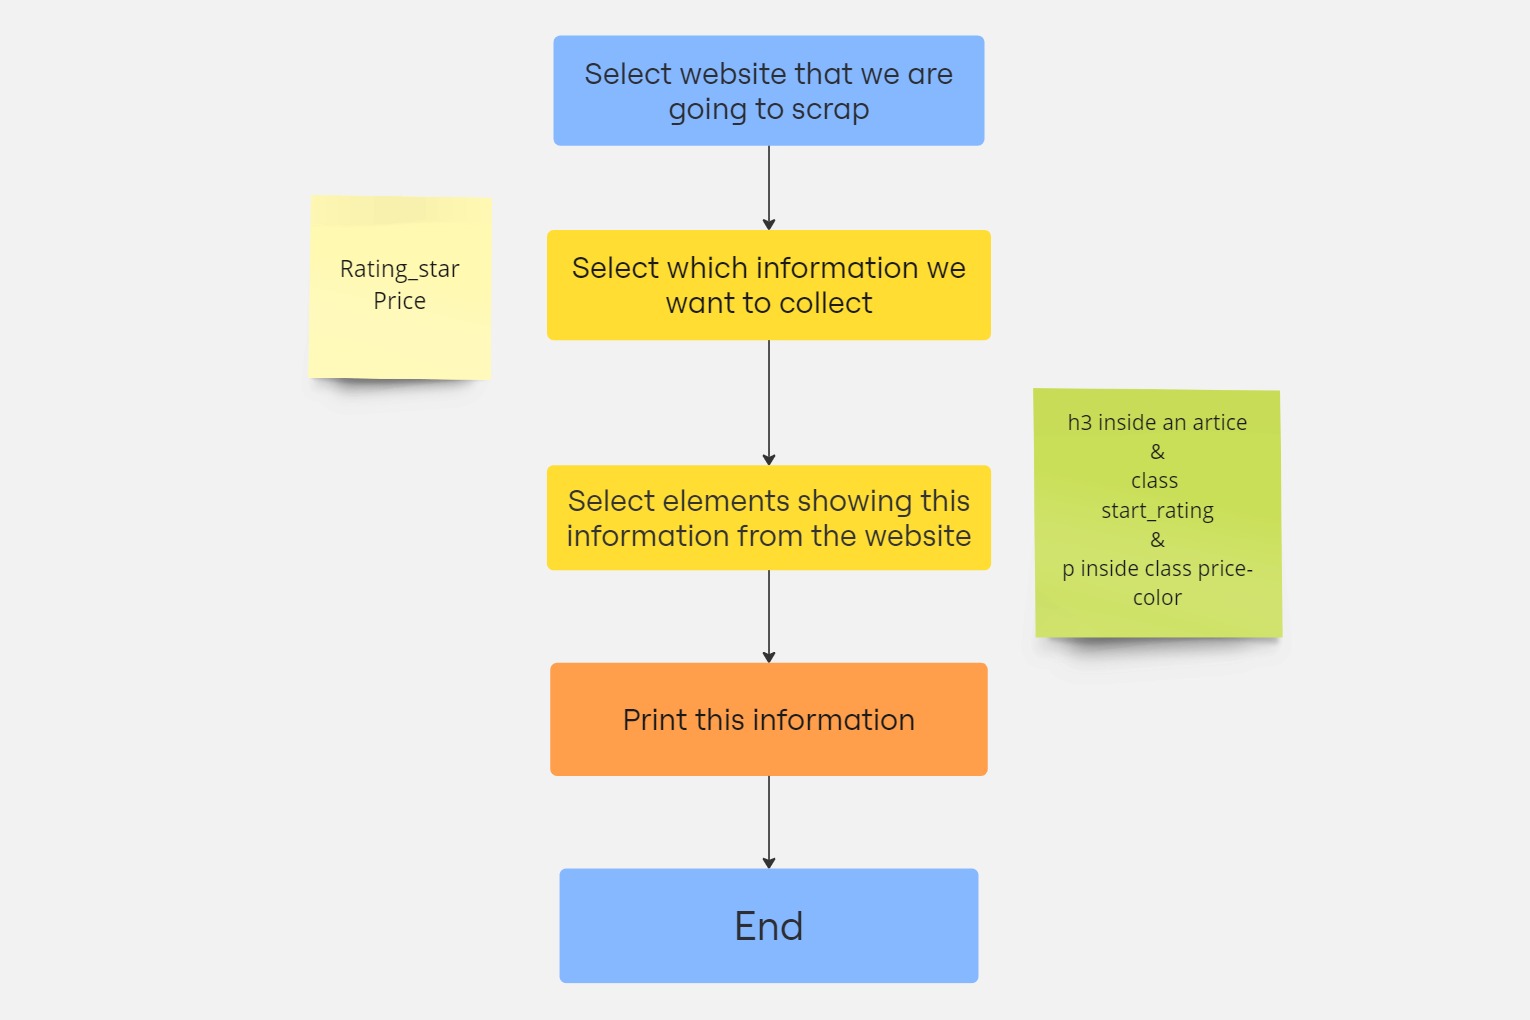 Select website that we are
going to scrap
Rating_star
Price
Select which information we
want to collect
h3 inside an artice
&
class
start_rating
&
p inside class price-
color
Select elements showing this
information from the website
Print this information
End